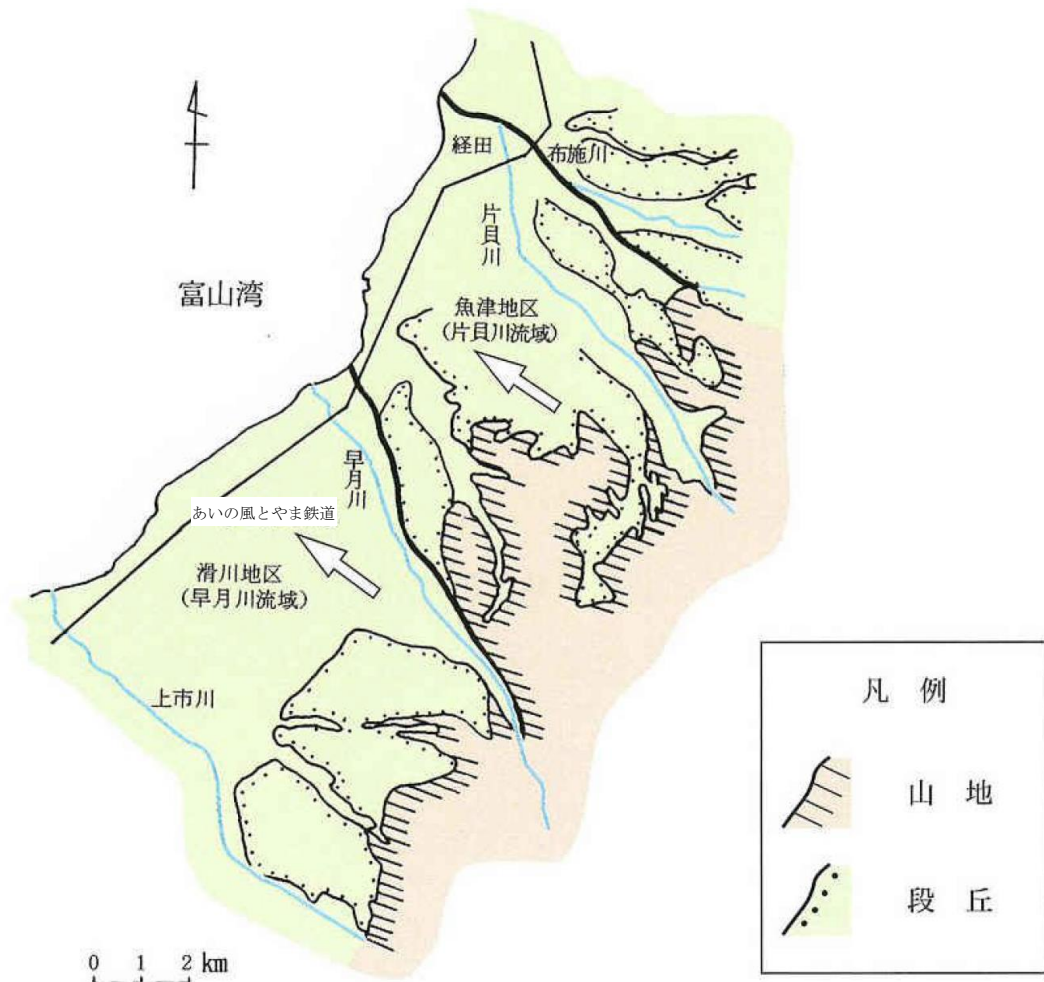 経田
布施川
片貝川
富山湾
魚津地区
(片貝川流域)
早月川
あいの風とやま鉄道
滑川地区
(早月川流域)
上市川
凡 例
山 地
段 丘
0 1 2 km